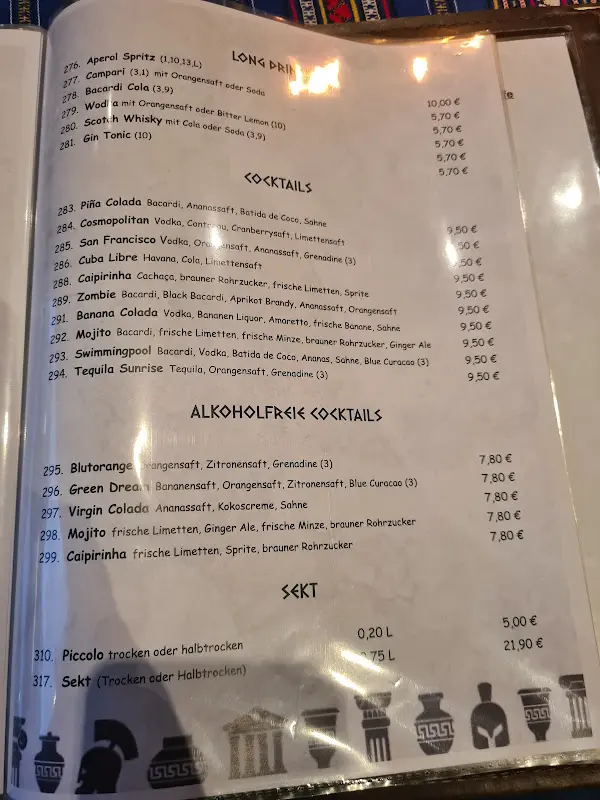 LONG DRIN
276. Aperol Spritz (1,10,13,L) 10,00 €
277. Campari (3,1) mit Orangensaft oder Soda 5,70 €
278. Bacardi Cola (3,9) 5,70 €
279. Wodka mit Orangensaft oder Bitter Lemon (10) 5,70 €
280. Scotch Whisky mit Cola oder Soda (3,9) 5,70 €
281. Gin Tonic (10) 5,70 €
COCKTAILS
283. Piña Colada Bacardi, Ananassaft, Batida de Coco, Sahne 9,50 €
284. Cosmopolitan Vodka, Cranberrysaft, Limettensaft ,50 €
285. San Francisco Vodka, Orangensaft, Ananassaft, Grenadine (3) 9,50 €
286. Cuba Libre Havana, Cola, Limettensaft 9,50 €
288. Caipirinha Cachaça, brauner Rohrzucker, frische Limetten, Sprite 9,50 €
289. Zombie Bacardi, Black Bacardi, Aprikot Brandy, Ananassaft, Orangensaft 9,50 €
291. Banana Colada Vodka, Bananen Liquor, Amaretto, frische Banane, Sahne 9,50 €
292. Mojito Bacardi, frische Limetten, frische Minze, brauner Rohrzucker, Ginger Ale 9,50 €
293. Swimmingpool Bacardi, Vodka, Batida de Coco, Ananas, Sahne, Blue Curacao (3) 9,50 €
294. Tequila Sunrise Tequila, Orangensaft, Grenadine (3) 9,50 €
ALKOHOLFREIE COCKTAILS
295. Blutorange Orangensaft, Zitronensaft, Grenadine (3) 7,80 €
296. Green Dream Bananensaft, Orangensaft, Zitronensaft, Blue Curacao (3) 7,80 €
297. Virgin Colada Ananassaft, Kokoscreme, Sahne 7,80 €
298. Mojito frische Limetten, Ginger Ale, frische Minze, brauner Rohrzucker 7,80 €
299. Caipirinha frische Limetten, Sprite, brauner Rohrzucker 7,80 €
SEKT
310. Piccolo trocken oder halbtrocken 0,20 L 5,00 €
317. Sekt (Trocken oder Halbtrocken) 0,75 L 21,90 €